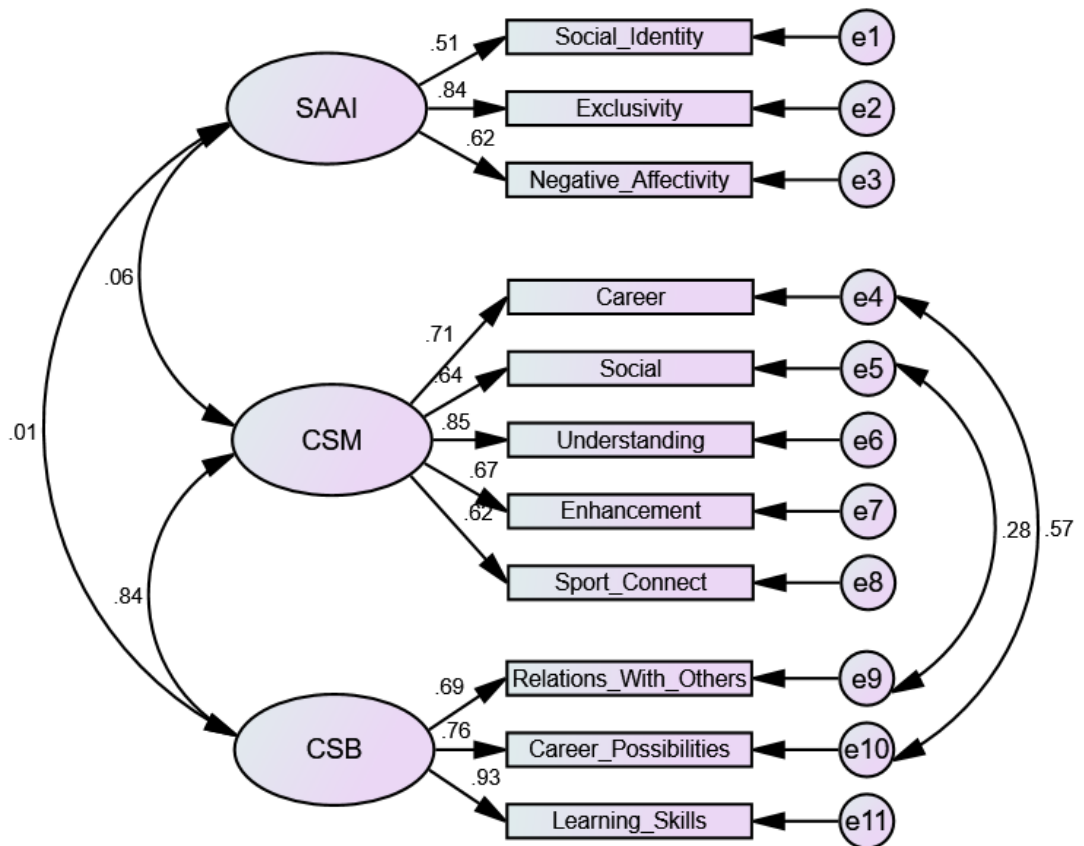 Social_Identity
e1
.51
SAAI
.84
Exclusivity
e2
.62
Negative_Affectivity
e3
.06
Career
e4
.71
Social
e5
.64
CSM
.85
Understanding
e6
.01
.67
Enhancement
e7
.62
.28
.57
Sport_Connect
e8
.84
Relations_With_Others
e9
.69
CSB
.76
Career_Possibilities
e10
.93
Learning_Skills
e11